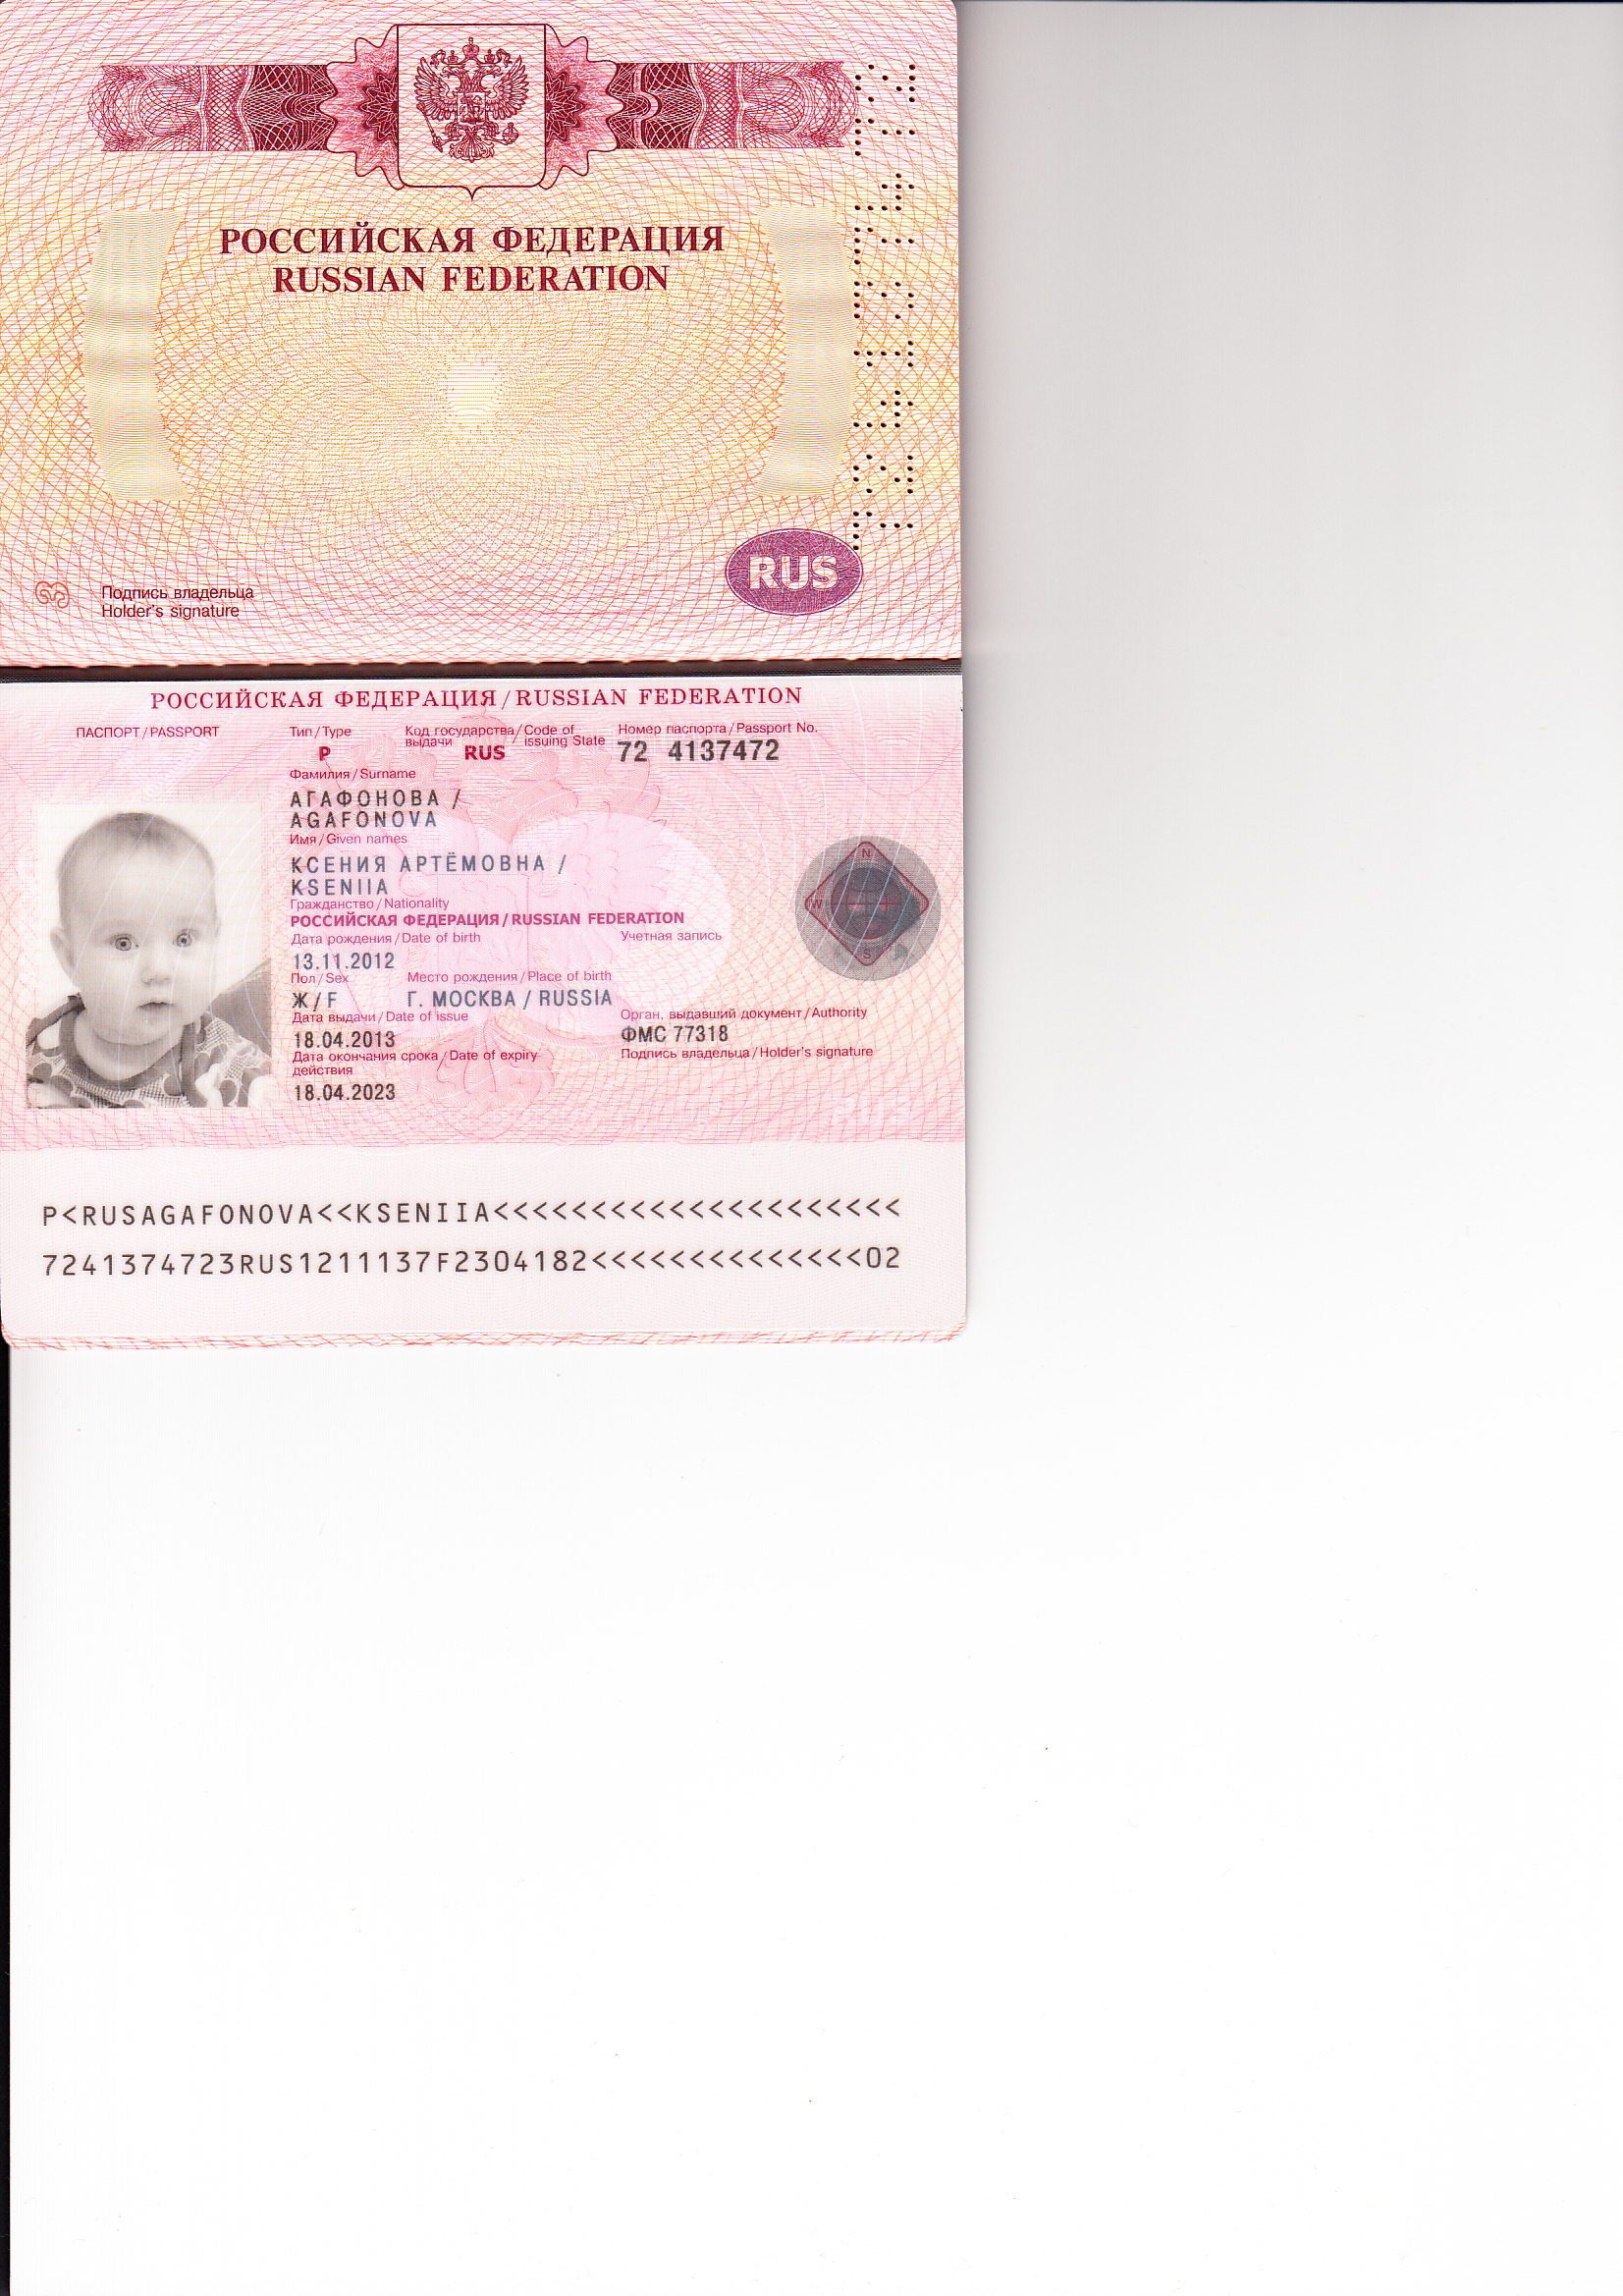 РОССИЙСКАЯ ФЕДЕРАЦИЯ
RUSSIAN FEDERATION
RUS
Подпись владельца
Holder's signature
РОССИЙСКАЯ ФЕДЕРАЦИЯ/RUSSIAN FEDERATION
ПАСПОРТ/PASSPORT Тип/Type Код государства/Code of Номер паспорта/Passport No.
выдачи issuing State
P RUS 72 4137472
Фамилия/Surname
АГАФОНОВА /
AGAFONOVA
Имя/Given names
КСЕНИЯ АРТЁМОВНА /
KSENIIA
Гражданство/Nationality
РОССИЙСКАЯ ФЕДЕРАЦИЯ/RUSSIAN FEDERATION
Дата рождения/Date of birth Учетная запись
13.11.2012
Пол/Sex Место рождения/Place of birth
Ж/F Г. МОСКВА / RUSSIA
Дата выдачи/Date of issue Орган, выдавший документ/Authority
18.04.2013 ФМС 77318
Дата окончания срока/Date of expiry Подпись владельца/Holder's signature
действия
18.04.2023
N
W
S
P<RUSAGAFONOVA<<KSENIIA<<<<<<<<<<<<<<<<<<<<<
7241374723RUS1211137F2304182<<<<<<<<<<<<<<02